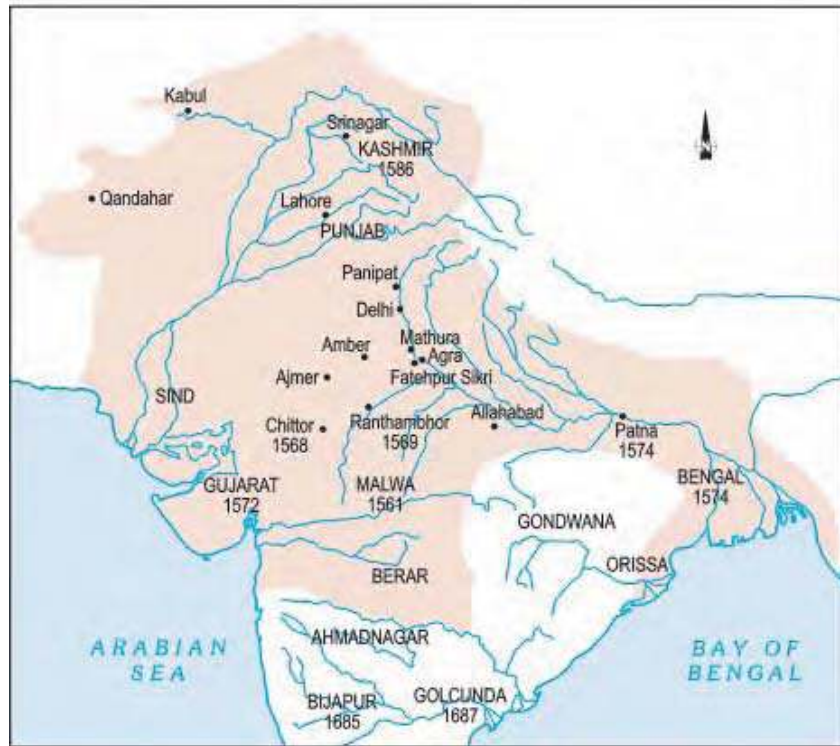 Kabul
Srinagar
KASHMIR
1586
N
Qandahar
Lahore
PUNJAB
Panipat
Delhi
Mathura
Amber
Agra
Ajmer
Fatehpur Sikri
SIND
Ranthambhor
1569
Allahabad
Chittor
1568
Patna
1574
GUJARAT
1572
MALWA
1561
BENGAL
1574
GONDWANA
ORISSA
BERAR
ARABIAN
SEA
AHMADNAGAR
BAY OF
BENGAL
BIJAPUR
1685
GOLCUNDA
1687